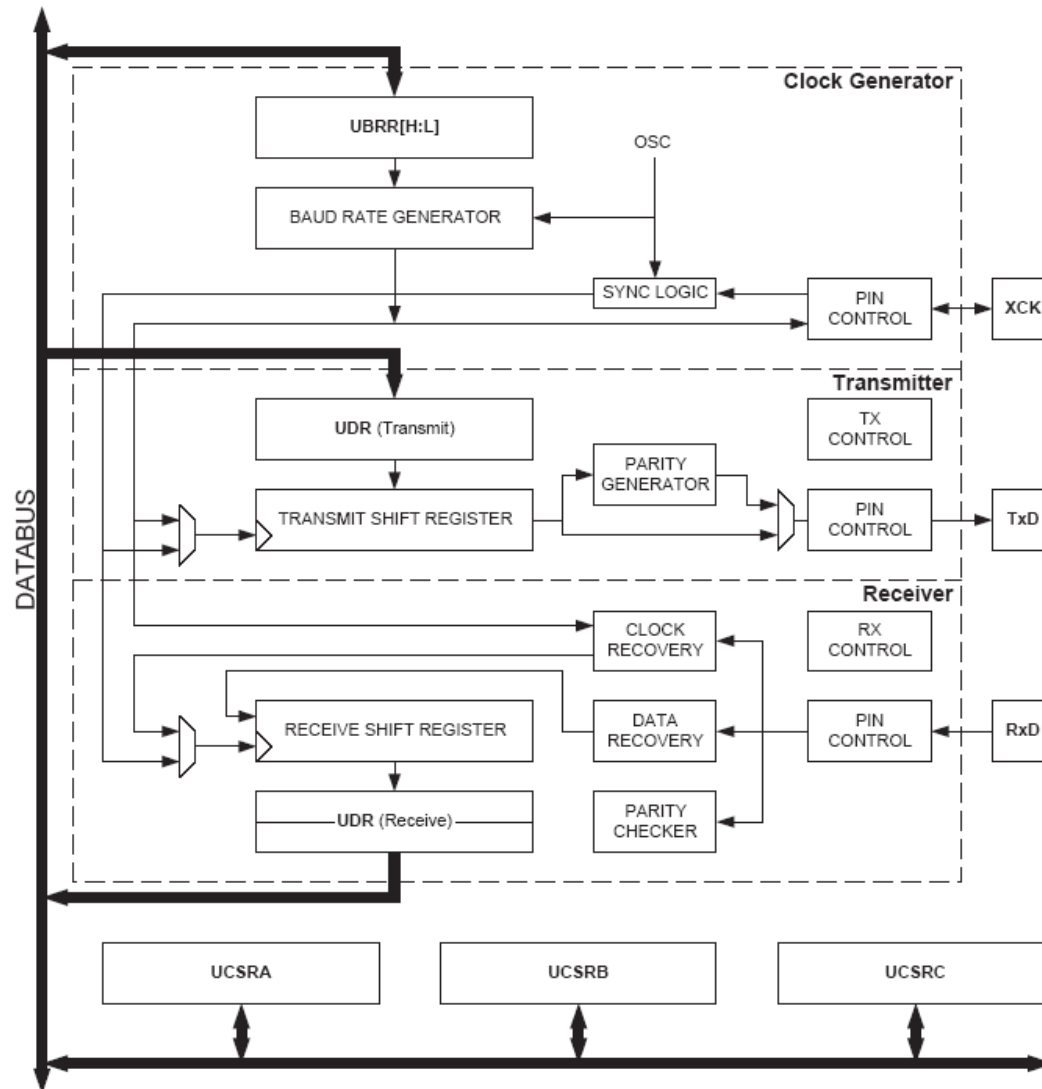 Clock Generator
UBRR[H:L]
OSC
BAUD RATE GENERATOR
SYNC LOGIC
PIN
CONTROL
XCK
DATABUS
Transmitter
UDR (Transmit)
TX
CONTROL
PARITY
GENERATOR
TRANSMIT SHIFT REGISTER
PIN
CONTROL
TxD
Receiver
CLOCK
RECOVERY
RX
CONTROL
RECEIVE SHIFT REGISTER
DATA
RECOVERY
PIN
CONTROL
RxD
UDR (Receive)
PARITY
CHECKER
UCSRA
UCSRB
UCSRC